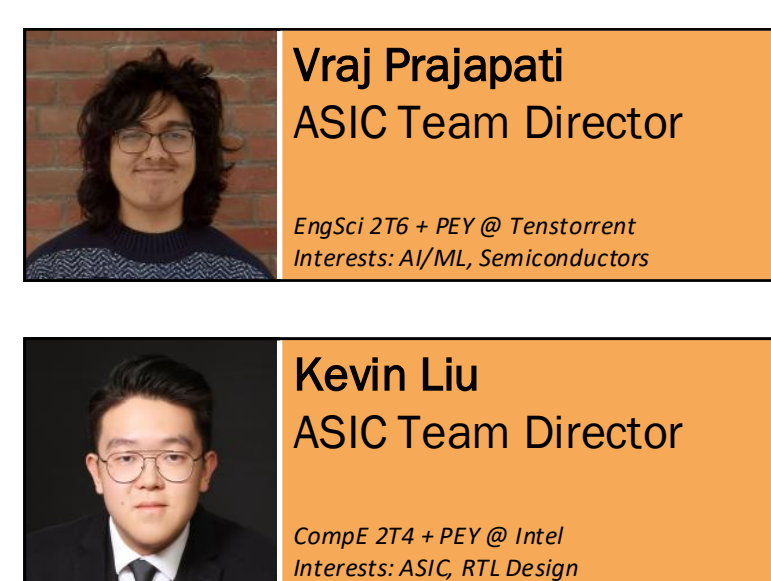 Vraj Prajapati
ASIC Team Director
EngSci 2T6 + PEY @ Tenstorrent
Interests: AI/ML, Semiconductors
Kevin Liu
ASIC Team Director
CompE 2T4 + PEY @ Intel
Interests: ASIC, RTL Design